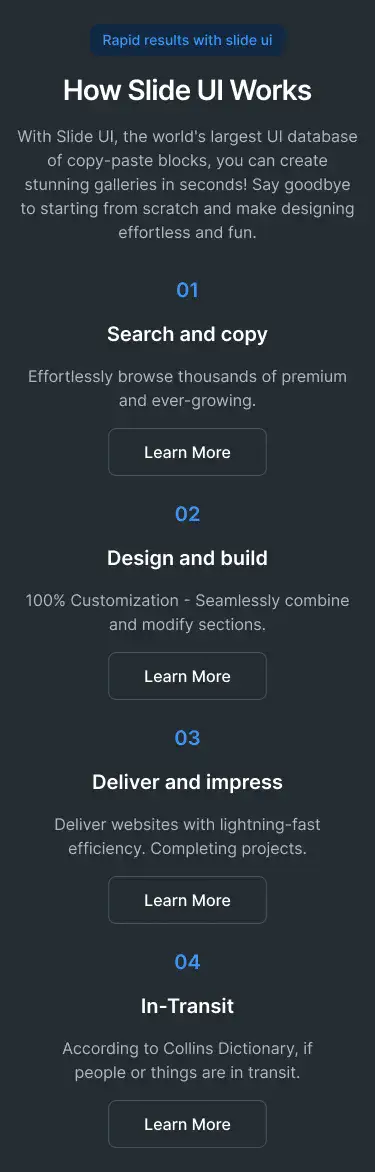 Rapid results with slide ui
How Slide UI Works
With Slide UI, the world's largest UI database
of copy-paste blocks, you can create
stunning galleries in seconds! Say goodbye
to starting from scratch and make designing
effortless and fun.
01
Search and copy
Effortlessly browse thousands of premium
and ever-growing.
Learn More
02
Design and build
100% Customization - Seamlessly combine
and modify sections.
Learn More
03
Deliver and impress
Deliver websites with lightning-fast
efficiency. Completing projects.
Learn More
04
In-Transit
According to Collins Dictionary, if
people or things are in transit.
Learn More